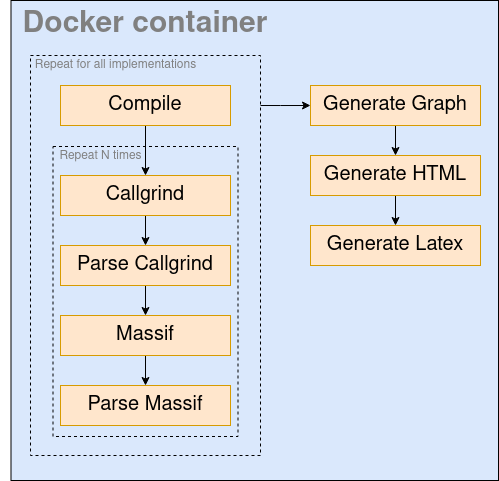 Docker container
Repeat for all implementations
Compile
Repeat N times
Callgrind
Parse Callgrind
Massif
Parse Massif
Generate Graph
Generate HTML
Generate Latex